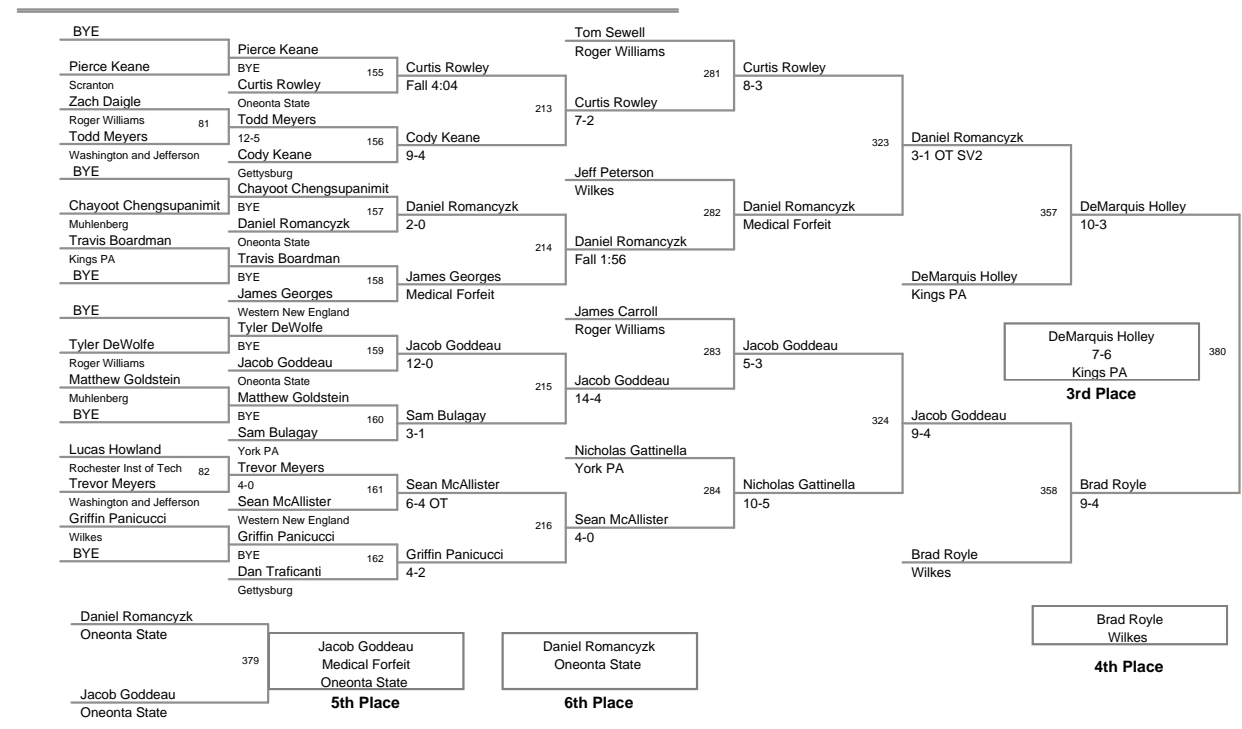 BYE
Pierce Keane
Scranton
Zach Daigle
Roger Williams
81
Todd Meyers
Washington and Jefferson
BYE
Chayoot Chengsupanimit
Muhlenberg
Travis Boardman
Kings PA
BYE
BYE
Tyler DeWolfe
Roger Williams
Matthew Goldstein
Muhlenberg
BYE
Lucas Howland
Rochester Inst of Tech
82
Trevor Meyers
Washington and Jefferson
Griffin Panicucci
Wilkes
BYE
Pierce Keane
BYE
155
Curtis Rowley
Oneonta State
Todd Meyers
12-5
156
Cody Keane
Gettysburg
Chayoot Chengsupanimit
BYE
157
Daniel Romancyzk
Oneonta State
Travis Boardman
BYE
158
James Georges
Western New England
Tyler DeWolfe
BYE
159
Jacob Goddeau
Oneonta State
Matthew Goldstein
BYE
160
Sam Bulagay
York PA
Trevor Meyers
4-0
161
Sean McAllister
Western New England
Griffin Panicucci
BYE
162
Dan Traficanti
Gettysburg
Curtis Rowley
Fall 4:04
213
Cody Keane
9-4
Daniel Romancyzk
2-0
214
James Georges
Medical Forfeit
Jacob Goddeau
12-0
215
Sam Bulagay
3-1
Sean McAllister
6-4 OT
216
Griffin Panicucci
4-2
Tom Sewell
Roger Williams
281
Curtis Rowley
7-2
Jeff Peterson
Wilkes
282
Daniel Romancyzk
Fall 1:56
James Carroll
Roger Williams
283
Jacob Goddeau
14-4
Nicholas Gattinella
York PA
284
Sean McAllister
4-0
Curtis Rowley
8-3
323
Daniel Romancyzk
Medical Forfeit
Jacob Goddeau
5-3
324
Nicholas Gattinella
10-5
Daniel Romancyzk
3-1 OT SV2
357
DeMarquis Holley
Kings PA
Jacob Goddeau
9-4
358
Brad Royle
Wilkes
DeMarquis Holley
10-3
380
Brad Royle
9-4
DeMarquis Holley
7-6
Kings PA
3rd Place
Brad Royle
Wilkes
4th Place
Daniel Romancyzk
Oneonta State
379
Jacob Goddeau
Oneonta State
Jacob Goddeau
Medical Forfeit
Oneonta State
5th Place
Daniel Romancyzk
Oneonta State
6th Place